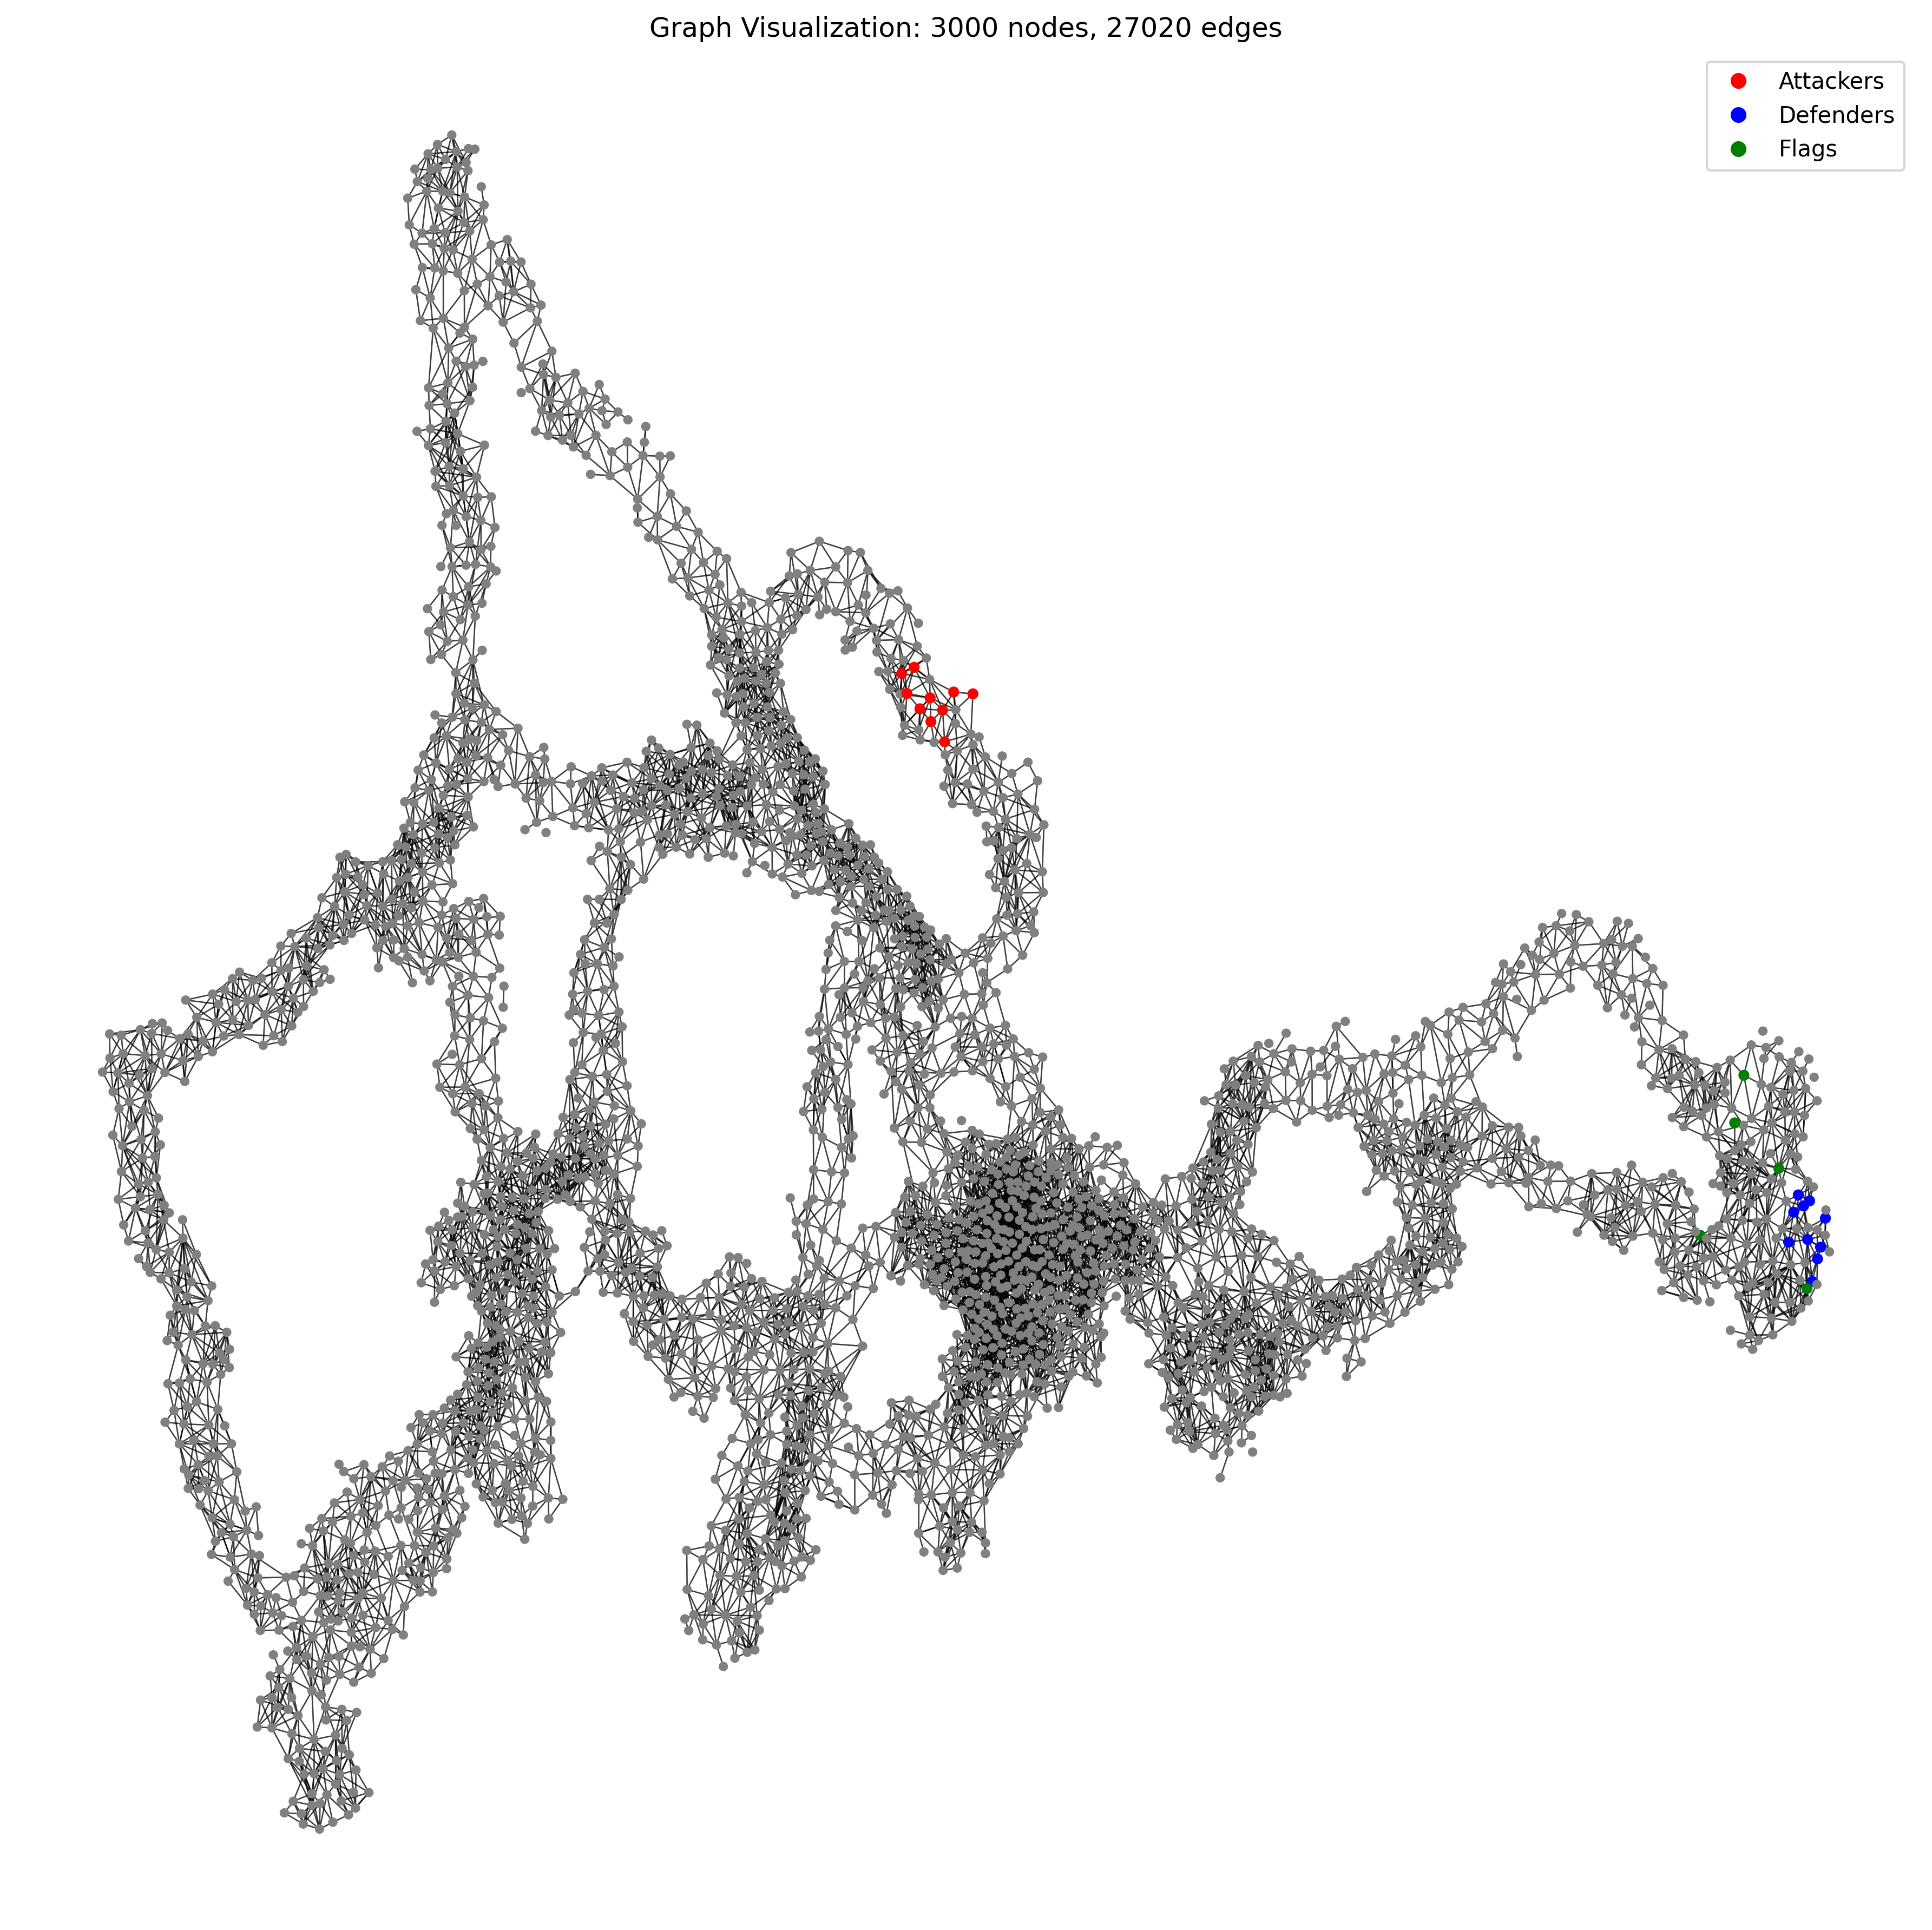 Graph Visualization: 3000 nodes, 27020 edges
Attackers
Defenders
Flags